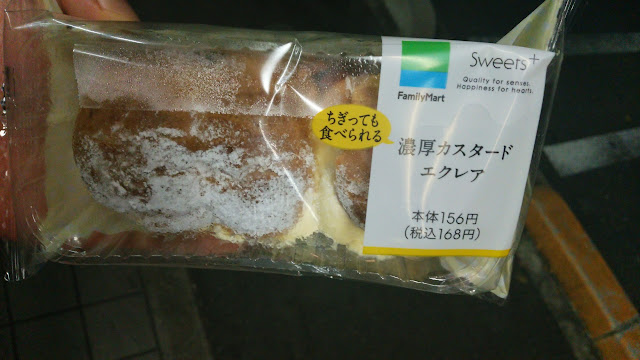 Sweets+
Quality for senses.
Happiness for hearts.
FamilyMart
ちぎっても
食べられる
濃厚カスタード
エクレア
本体156円
(税込168円)